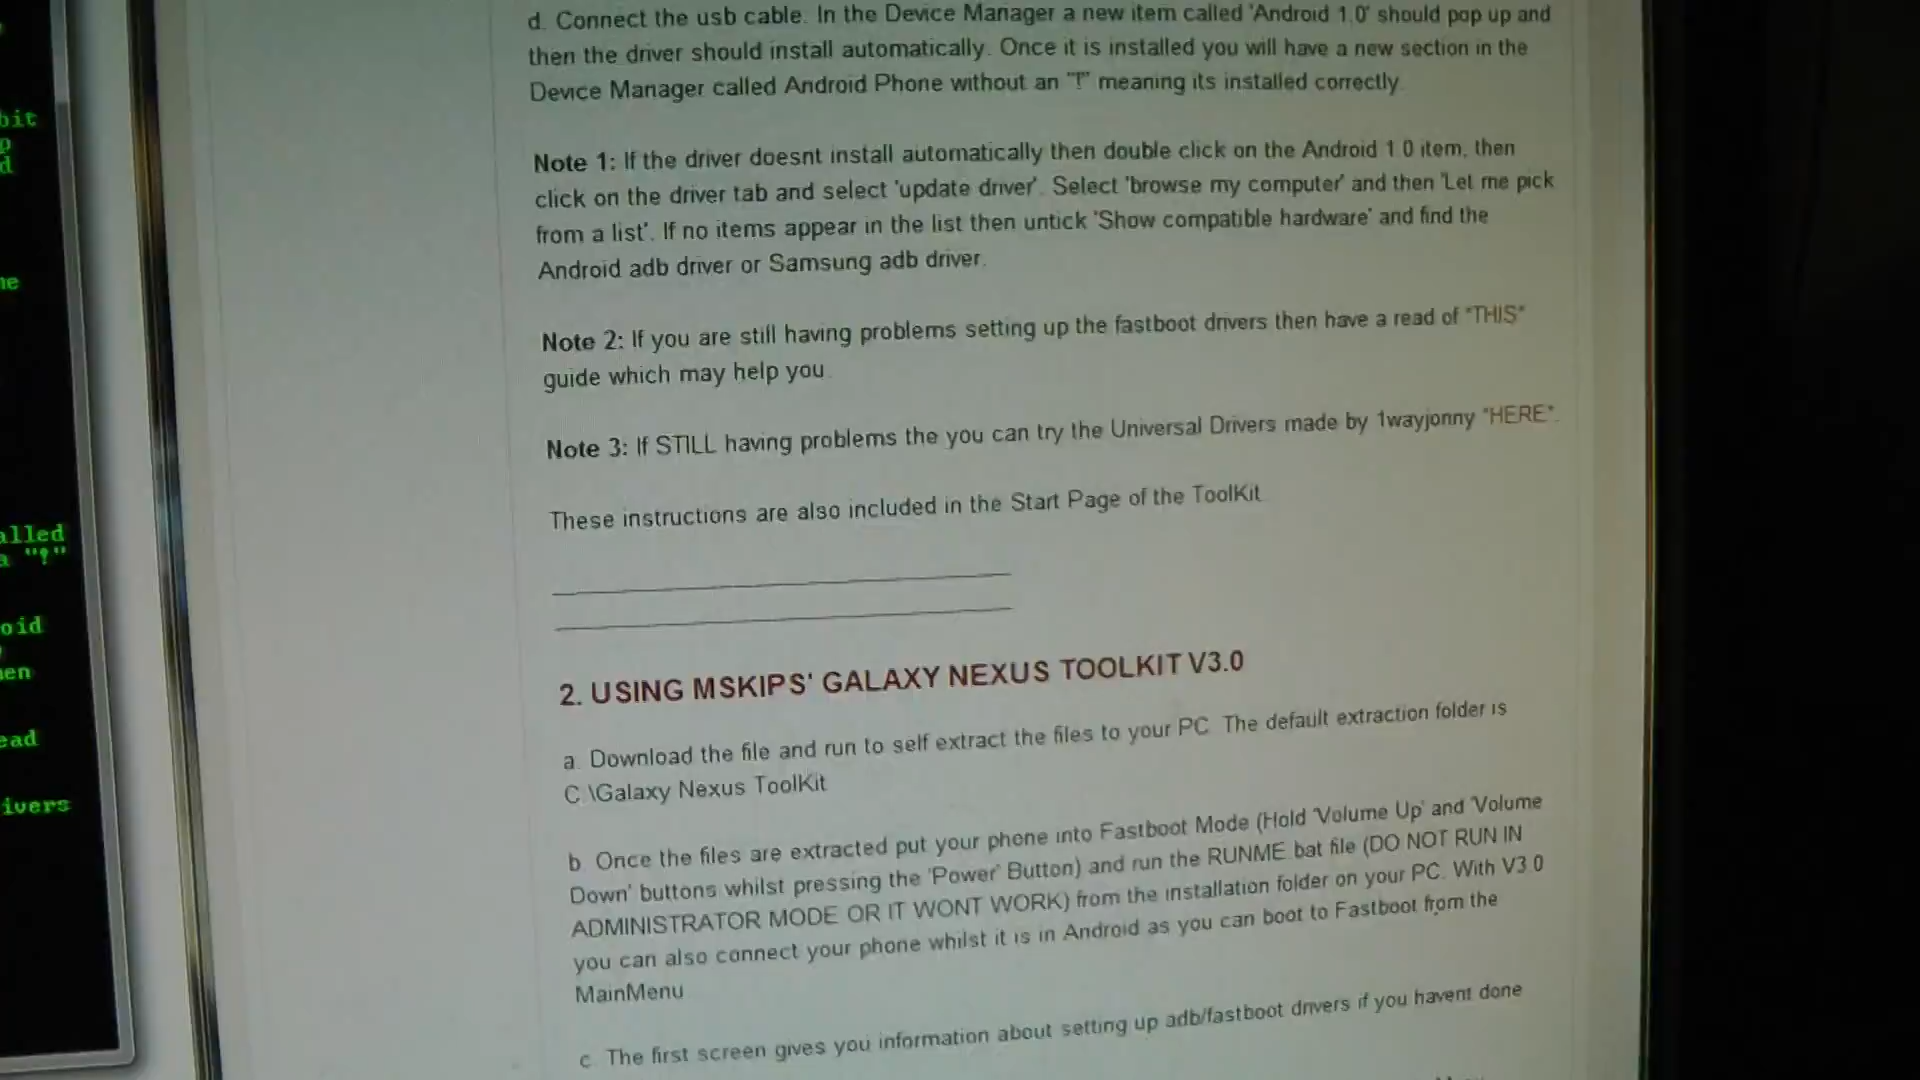 d. Connect the usb cable. In the Device Manager a new item called 'Android 1.0' should pop up and
then the driver should install automatically. Once it is installed you will have a new section in the
Device Manager called Android Phone without an "!" meaning its installed correctly.
Note 1: If the driver doesnt install automatically then double click on the Android 1.0 item, then
click on the driver tab and select 'update driver'. Select 'browse my computer' and then 'Let me pick
from a list'. If no items appear in the list then untick 'Show compatible hardware' and find the
Android adb driver or Samsung adb driver.
Note 2: If you are still having problems setting up the fastboot drivers then have a read of *THIS*
guide which may help you.
Note 3: If STILL having problems the you can try the Universal Drivers made by 1wayjonny *HERE*.
These instructions are also included in the Start Page of the ToolKit.
2. USING MSKIPS' GALAXY NEXUS TOOLKIT V3.0
a. Download the file and run to self extract the files to your PC. The default extraction folder is
C:\Galaxy Nexus ToolKit
b. Once the files are extracted put your phone into Fastboot Mode (Hold 'Volume Up' and 'Volume
Down' buttons whilst pressing the 'Power' Button) and run the RUNME.bat file (DO NOT RUN IN
ADMINISTRATOR MODE OR IT WONT WORK) from the installation folder on your PC. With V3.0
you can also connect your phone whilst it is in Android as you can boot to Fastboot from the
MainMenu
c. The first screen gives you information about setting up adb/fastboot drivers if you havent done
bit
p
d
ne
alled
a "?"
oid
en
ead
ivers